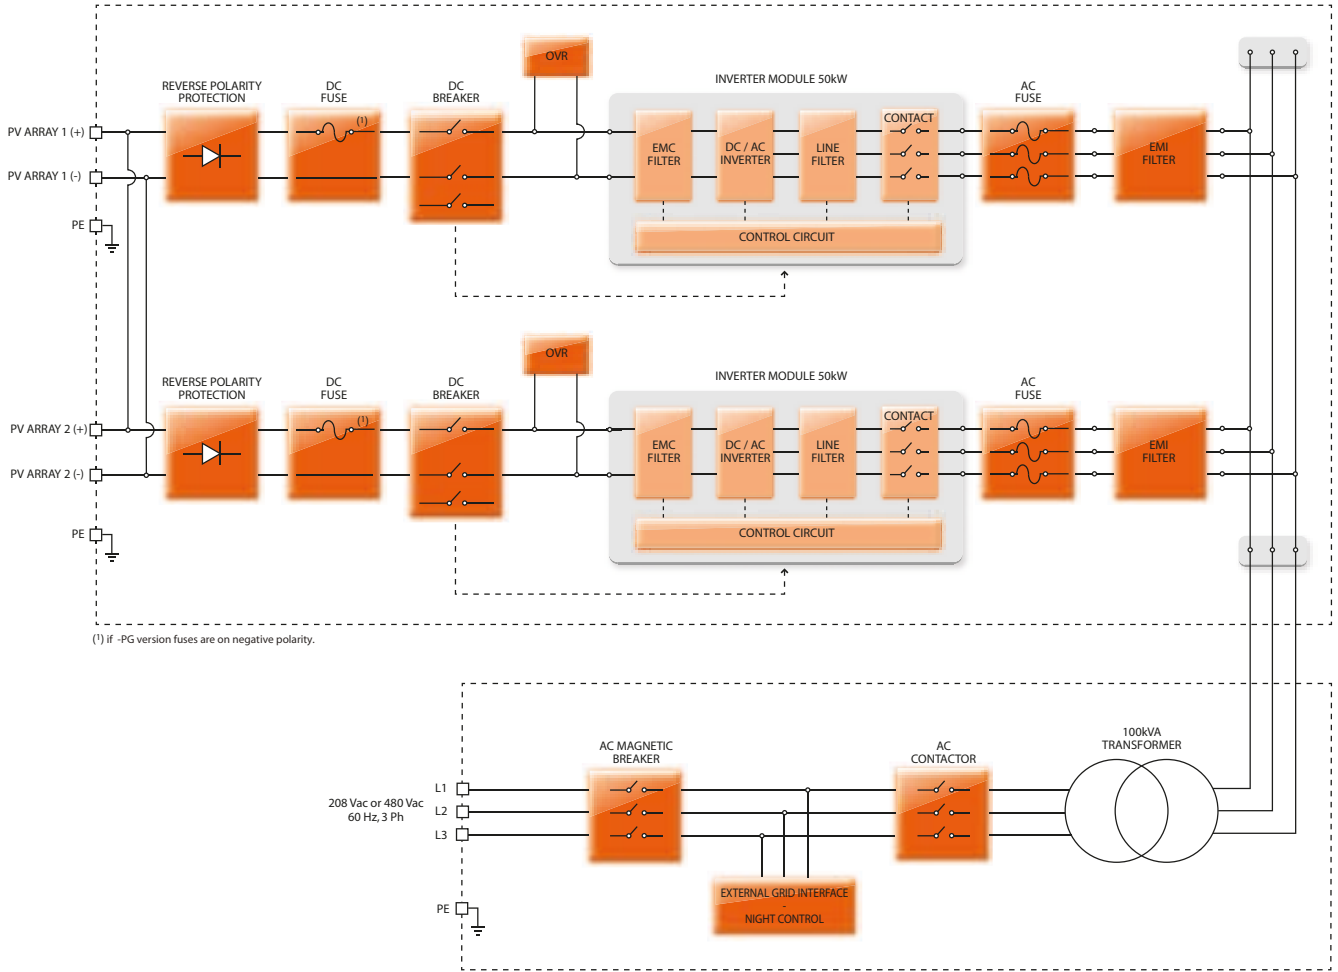 OVR
REVERSE POLARITY
PROTECTION
DC
FUSE
DC
BREAKER
INVERTER MODULE 50kW
AC
FUSE
PV ARRAY 1 (+)
(1)
EMC
FILTER
DC / AC
INVERTER
LINE
FILTER
CONTACT
EMI
FILTER
PV ARRAY 1 (-)
PE
CONTROL CIRCUIT
OVR
REVERSE POLARITY
PROTECTION
DC
FUSE
DC
BREAKER
INVERTER MODULE 50kW
AC
FUSE
PV ARRAY 2 (+)
(1)
EMC
FILTER
DC / AC
INVERTER
LINE
FILTER
CONTACT
EMI
FILTER
PV ARRAY 2 (-)
PE
CONTROL CIRCUIT
(1) if -PG version fuses are on negative polarity.
AC MAGNETIC
BREAKER
AC
CONTACTOR
100kVA
TRANSFORMER
208 Vac or 480 Vac
60 Hz, 3 Ph
L1
L2
L3
EXTERNAL GRID INTERFACE
-
NIGHT CONTROL
PE